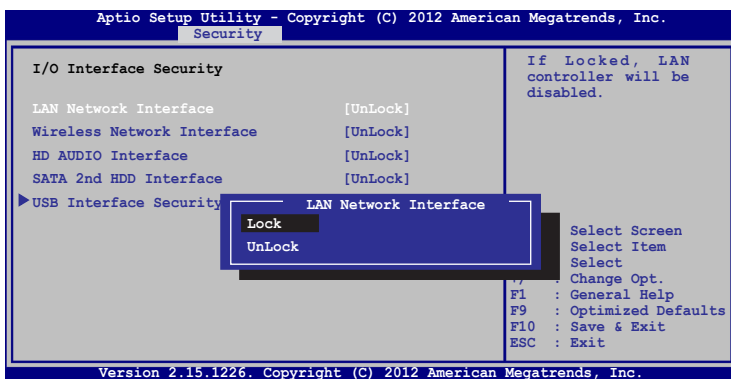 Aptio Setup Utility - Copyright (C) 2012 American Megatrends, Inc.
Security
I/O Interface Security
LAN Network Interface [UnLock]
Wireless Network Interface [UnLock]
HD AUDIO Interface [UnLock]
SATA 2nd HDD Interface [UnLock]
USB Interface Security
LAN Network Interface
Lock
UnLock
If Locked, LAN
controller will be
disabled.
Select Screen
Select Item
Select
: Change Opt.
F1 : General Help
F9 : Optimized Defaults
F10 : Save & Exit
ESC : Exit
Version 2.15.1226. Copyright (C) 2012 American Megatrends, Inc.